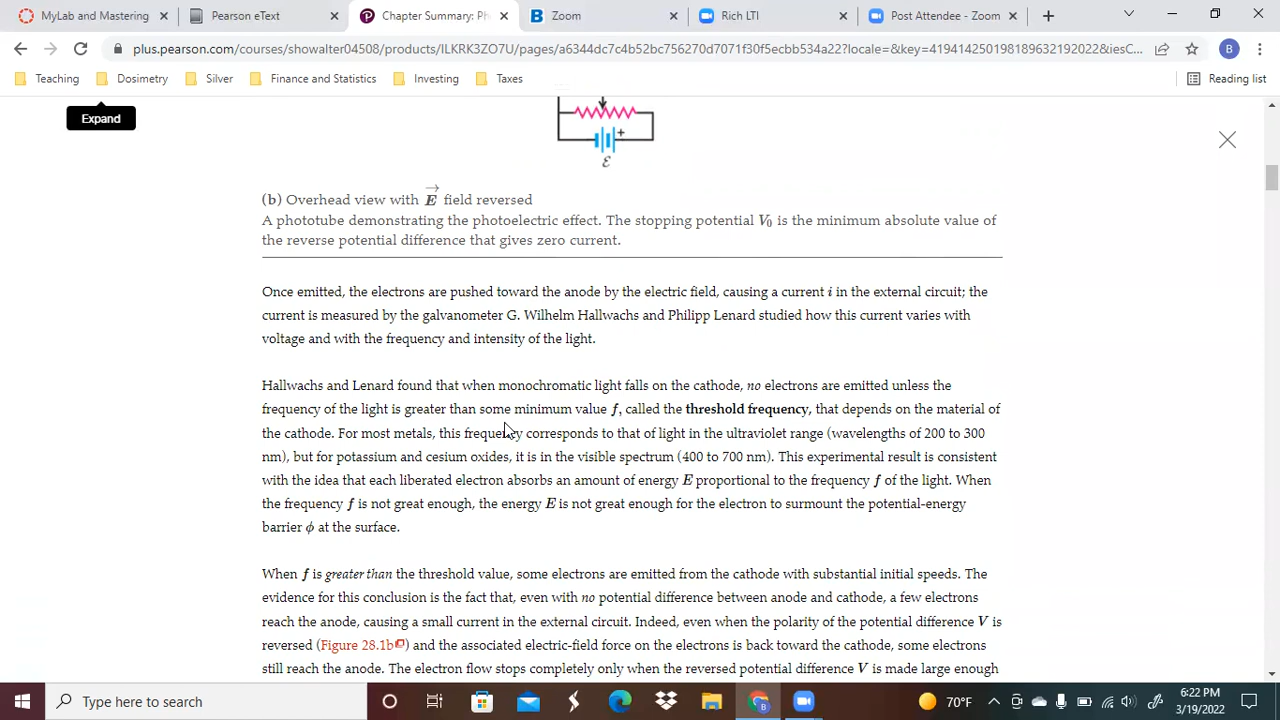 MyLab and Mastering
Pearson eText
Chapter Summary: Ph
Zoom
Rich LTI
Post Attendee - Zoom
plus.pearson.com/courses/showalter04508/products/ILKRK3ZO7U/pages/a6344dc7c4b52bc756270d7071f30f5ecbb534a22?locale=&key=419414250198189632192022&iesC...
B
Teaching
Dosimetry
Silver
Finance and Statistics
Investing
Taxes
Reading list
Expand
+
ℰ
(b) Overhead view with E⃗ field reversed
A phototube demonstrating the photoelectric effect. The stopping potential V₀ is the minimum absolute value of
the reverse potential difference that gives zero current.
Once emitted, the electrons are pushed toward the anode by the electric field, causing a current i in the external circuit; the
current is measured by the galvanometer G. Wilhelm Hallwachs and Philipp Lenard studied how this current varies with
voltage and with the frequency and intensity of the light.
Hallwachs and Lenard found that when monochromatic light falls on the cathode, no electrons are emitted unless the
frequency of the light is greater than some minimum value f, called the threshold frequency, that depends on the material of
the cathode. For most metals, this frequency corresponds to that of light in the ultraviolet range (wavelengths of 200 to 300
nm), but for potassium and cesium oxides, it is in the visible spectrum (400 to 700 nm). This experimental result is consistent
with the idea that each liberated electron absorbs an amount of energy E proportional to the frequency f of the light. When
the frequency f is not great enough, the energy E is not great enough for the electron to surmount the potential-energy
barrier ϕ at the surface.
When f is greater than the threshold value, some electrons are emitted from the cathode with substantial initial speeds. The
evidence for this conclusion is the fact that, even with no potential difference between anode and cathode, a few electrons
reach the anode, causing a small current in the external circuit. Indeed, even when the polarity of the potential difference V is
reversed (Figure 28.1b) and the associated electric-field force on the electrons is back toward the cathode, some electrons
still reach the anode. The electron flow stops completely only when the reversed potential difference V is made large enough
Type here to search
70°F
6:22 PM
3/19/2022